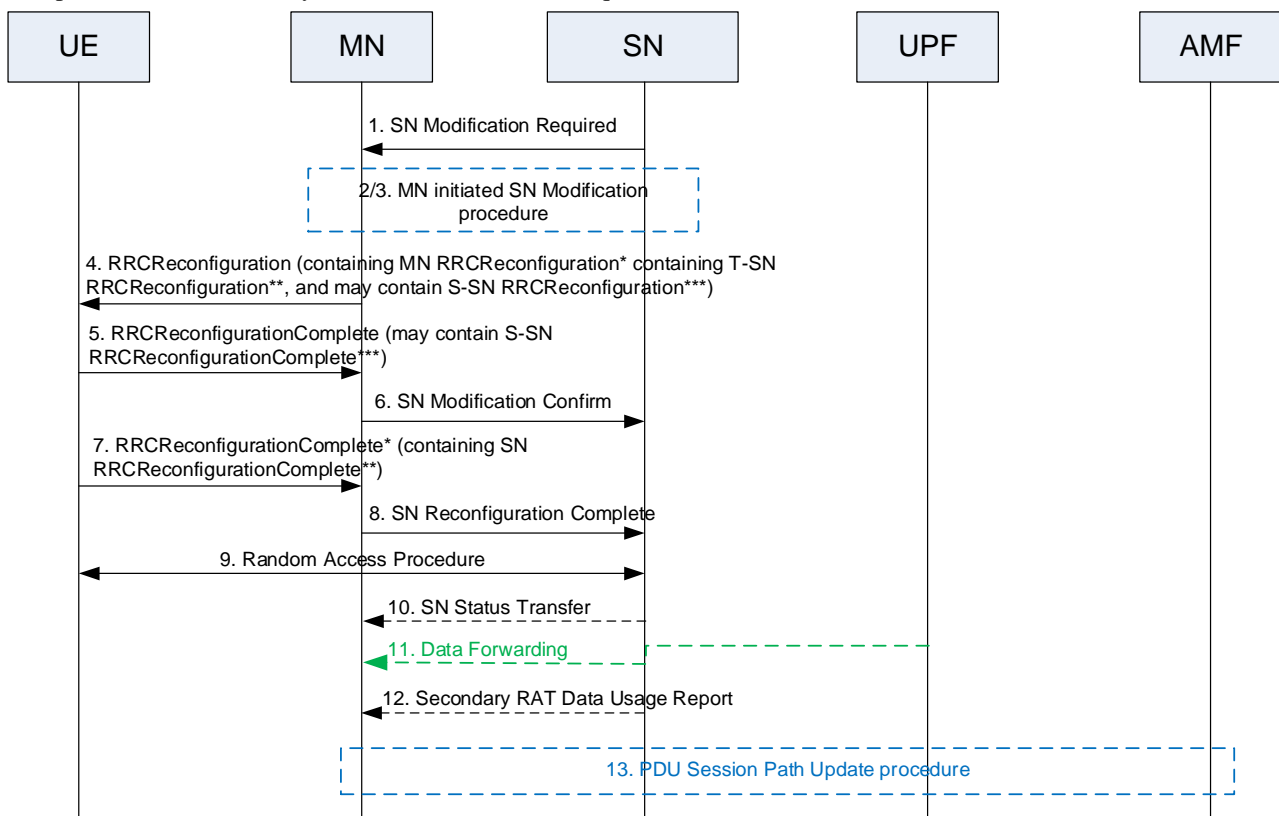 UE
MN
SN
UPF
AMF
1. SN Modification Required
2/3. MN initiated SN Modification
procedure
4. RRCReconfiguration (containing MN RRCReconfiguration* containing T-SN
RRCReconfiguration**, and may contain S-SN RRCReconfiguration***)
5. RRCReconfigurationComplete (may contain S-SN
RRCReconfigurationComplete***)
6. SN Modification Confirm
7. RRCReconfigurationComplete* (containing SN
RRCReconfigurationComplete**)
8. SN Reconfiguration Complete
9. Random Access Procedure
10. SN Status Transfer
11. Data Forwarding
12. Secondary RAT Data Usage Report
13. PDU Session Path Update procedure